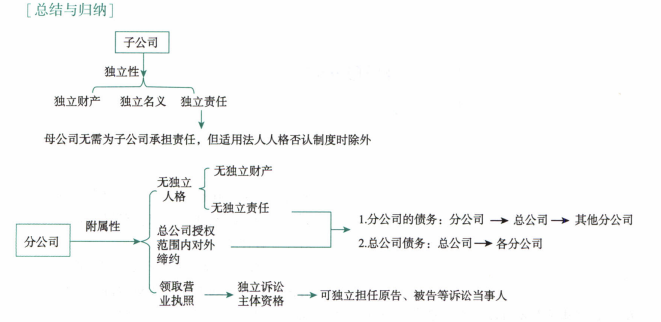 [总结与归纳]
子公司
独立性
独立财产 独立名义 独立责任
母公司无需为子公司承担责任，但适用法人人格否认制度时除外
分公司
附属性
无独立
人格
无独立财产
无独立责任
总公司授权
范围内对外
缔约
1.分公司的债务：分公司 → 总公司 → 其他分公司
2.总公司债务：总公司 → 各分公司
领取营
业执照
独立诉讼
主体资格
可独立担任原告、被告等诉讼当事人